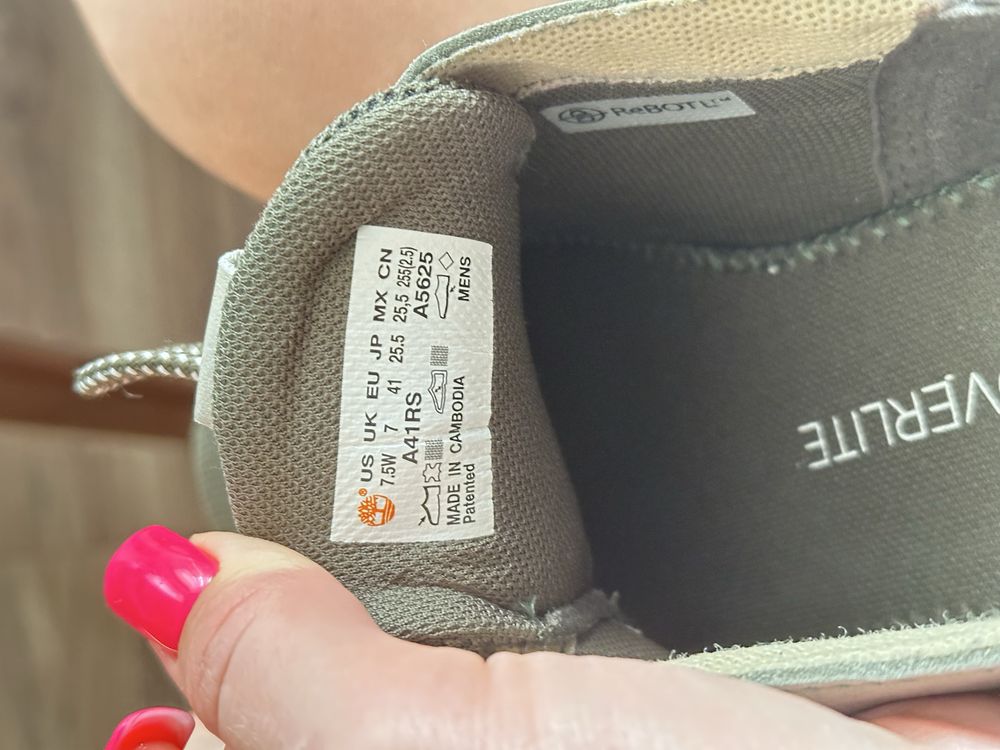 US UK EU JP MX CN
7.5W 7 41 25.5 25,5 255(2.5)
A41RS A5625
MENS
MADE IN CAMBODIA
Patented
ReBOTL™
VERLITE